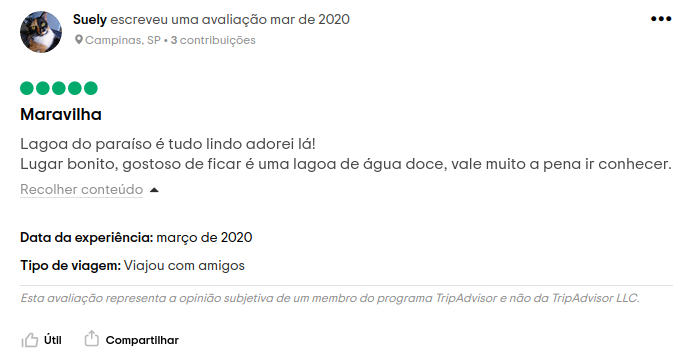 Suely escreveu uma avaliação mar de 2020
Campinas, SP • 3 contribuições
Maravilha
Lagoa do paraíso é tudo lindo adorei lá!
Lugar bonito, gostoso de ficar é uma lagoa de água doce, vale muito a pena ir conhecer.
Recolher conteúdo
Data da experiência: março de 2020
Tipo de viagem: Viajou com amigos
Esta avaliação representa a opinião subjetiva de um membro do programa TripAdvisor e não da TripAdvisor LLC.
Útil Compartilhar